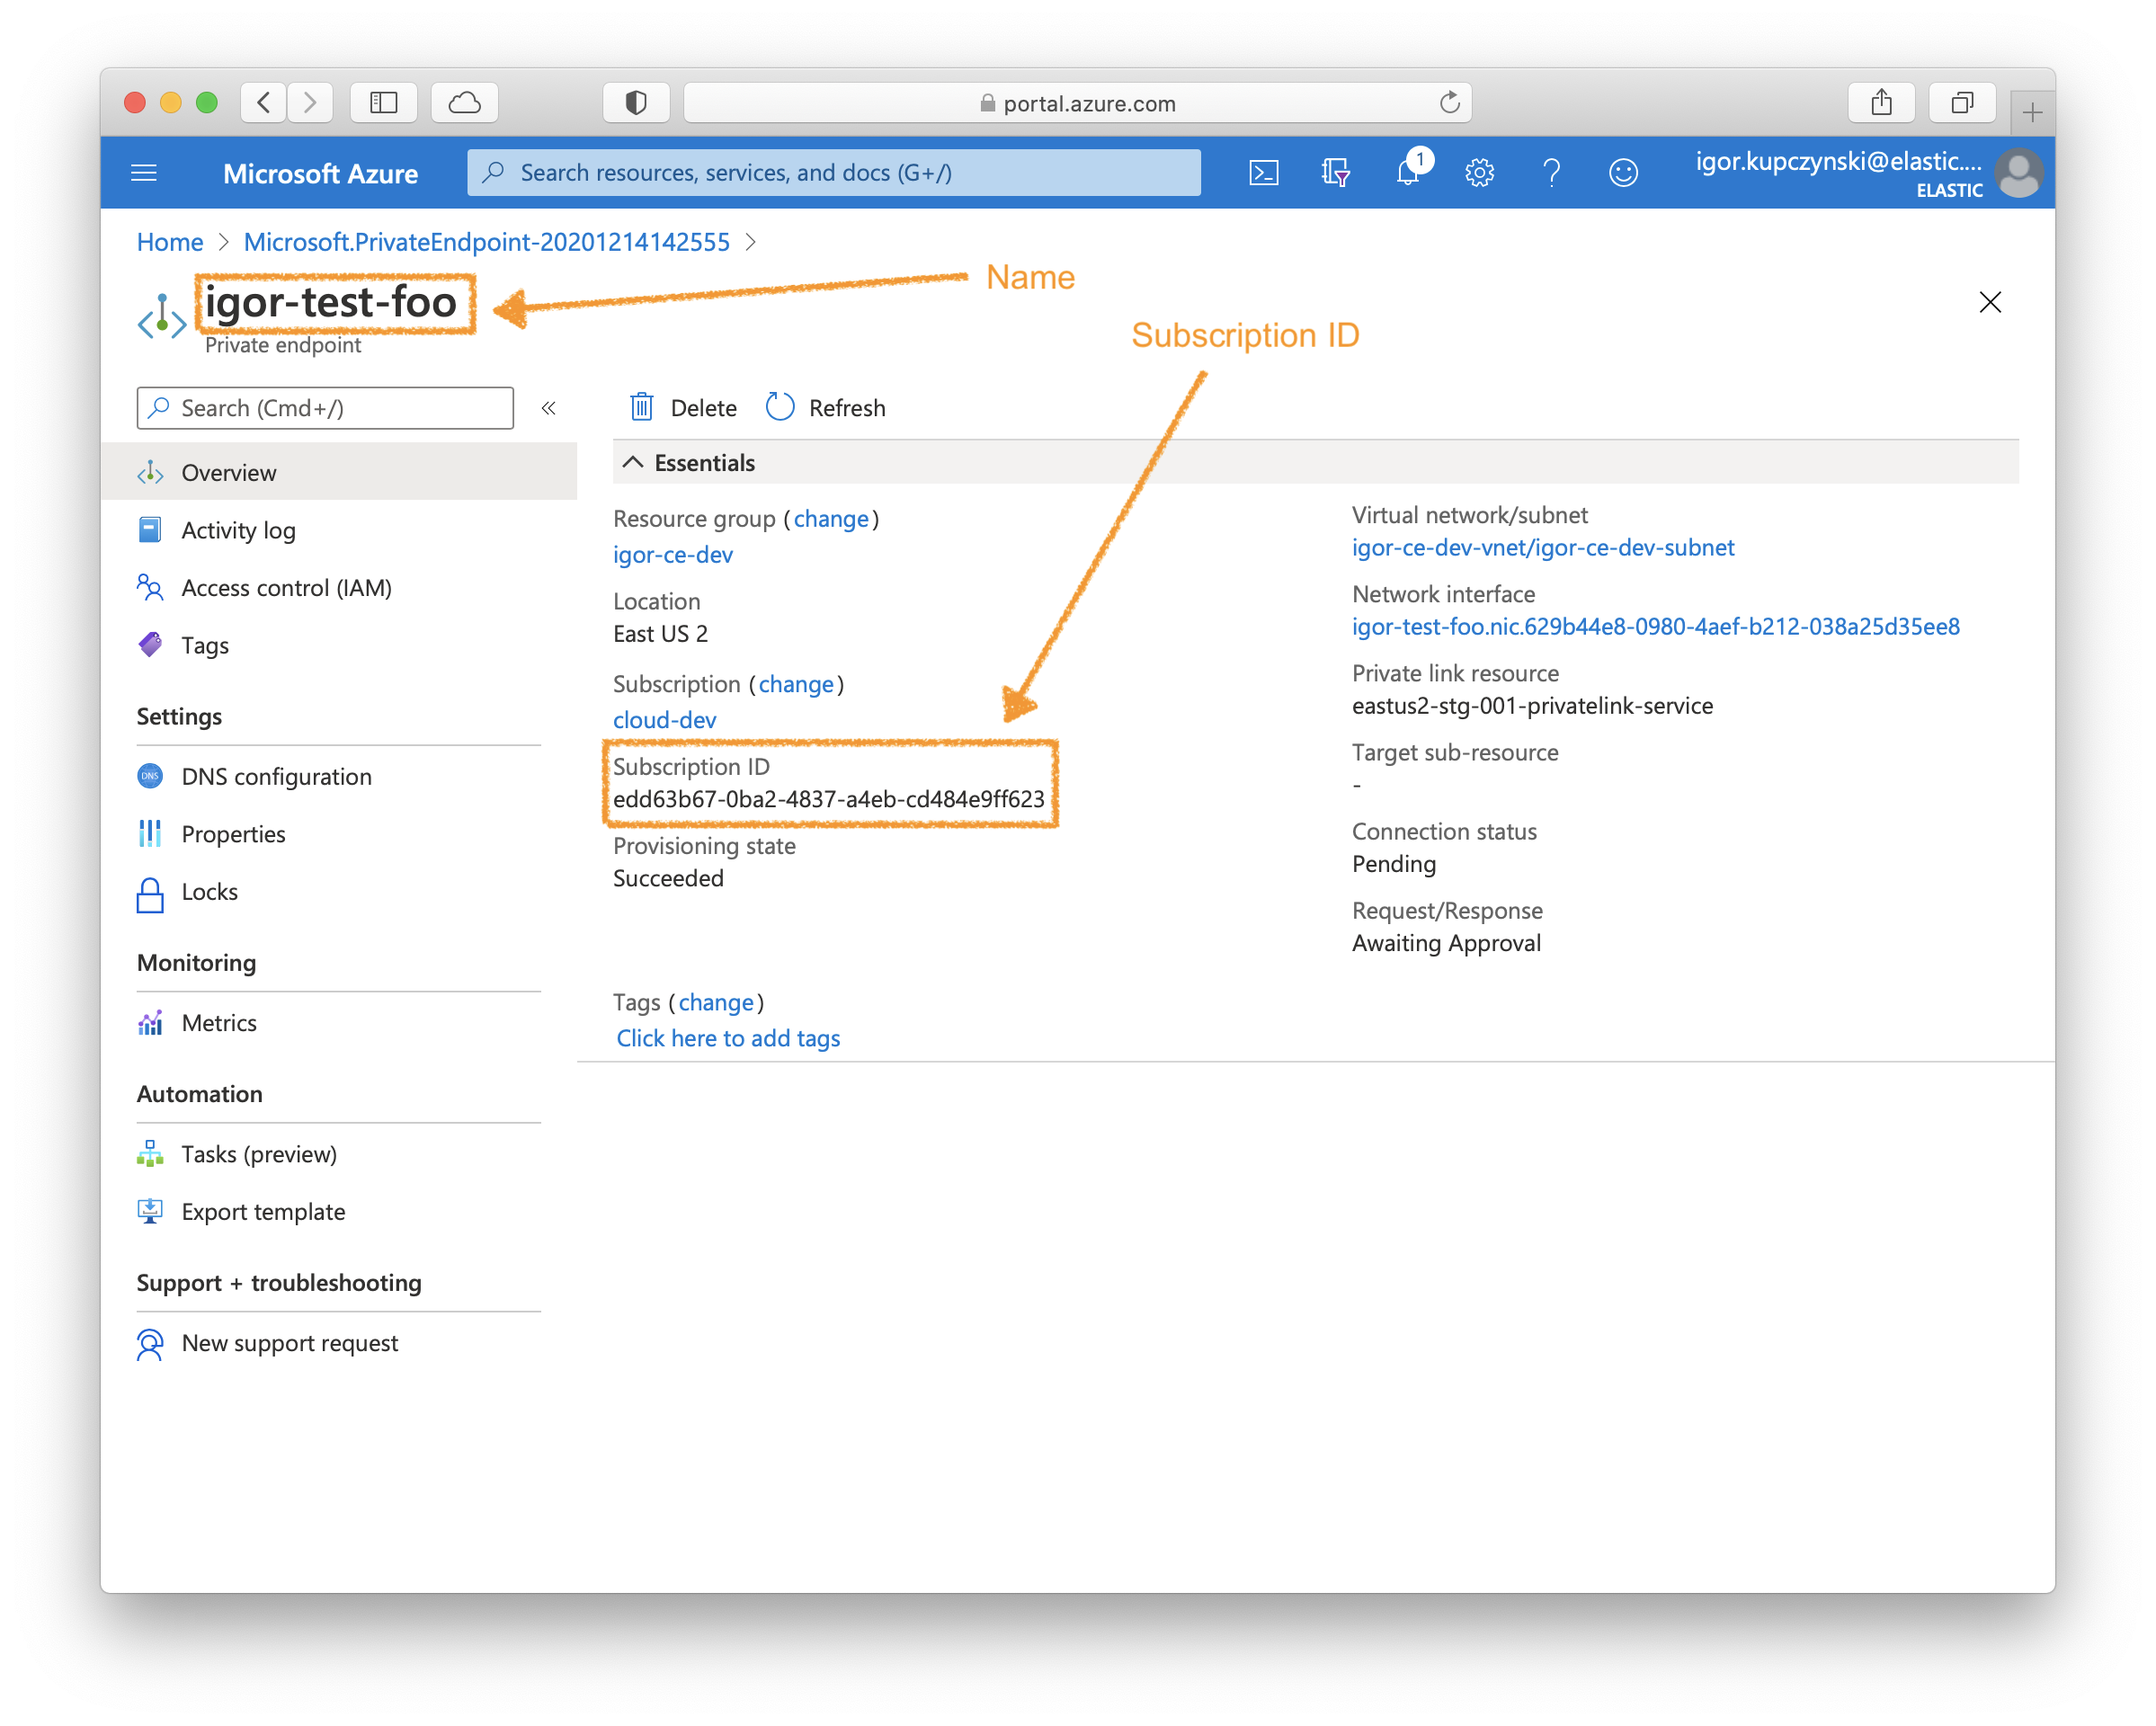 portal.azure.com
Microsoft Azure
Search resources, services, and docs (G+/)
1
igor.kupczynski@elastic....
ELASTIC
Home > Microsoft.PrivateEndpoint-20201214142555 >
igor-test-foo
Private endpoint
Name
Subscription ID
Search (Cmd+/)
«
Delete
Refresh
Overview
Activity log
Access control (IAM)
Tags
Settings
DNS configuration
Properties
Locks
Monitoring
Metrics
Automation
Tasks (preview)
Export template
Support + troubleshooting
New support request
Essentials
Resource group (change)
igor-ce-dev
Location
East US 2
Subscription (change)
cloud-dev
Subscription ID
edd63b67-0ba2-4837-a4eb-cd484e9ff623
Provisioning state
Succeeded
Virtual network/subnet
igor-ce-dev-vnet/igor-ce-dev-subnet
Network interface
igor-test-foo.nic.629b44e8-0980-4aef-b212-038a25d35ee8
Private link resource
eastus2-stg-001-privatelink-service
Target sub-resource
-
Connection status
Pending
Request/Response
Awaiting Approval
Tags (change)
Click here to add tags